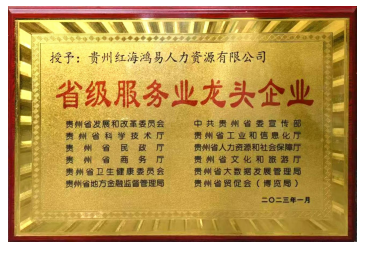 授予：贵州红海鸿易人力资源有限公司
省级服务业龙头企业
贵州省发展和改革委员会 中共贵州省委宣传部
贵州省科学技术厅 贵州省工业和信息化厅
贵州省民政厅 贵州省人力资源和社会保障厅
贵州省商务厅 贵州省文化和旅游厅
贵州省卫生健康委员会 贵州省大数据发展管理局
贵州省地方金融监督管理局 贵州省贸促会（博览局）
二〇二三年一月